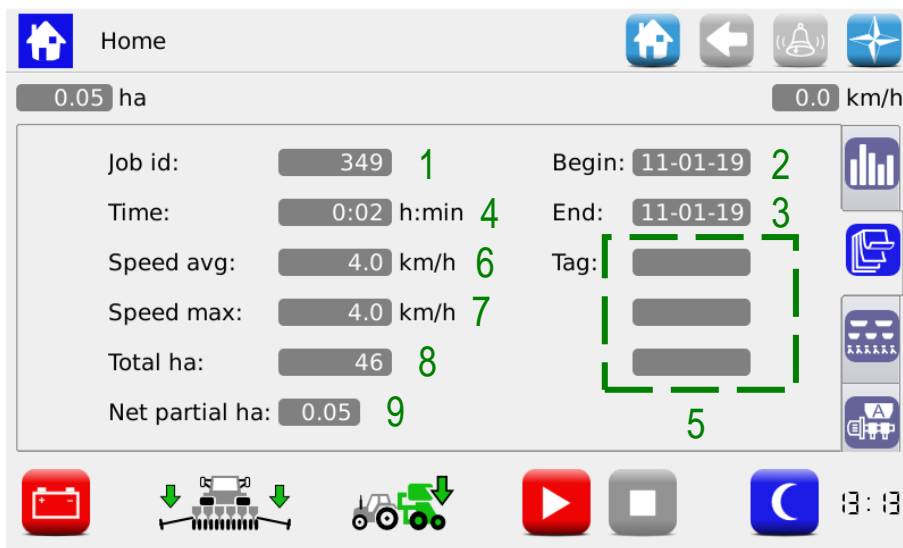 Home
0.05 ha 0.0 km/h
Job id: 349 1 Begin: 11-01-19 2
Time: 0:02 h:min 4 End: 11-01-19 3
Speed avg: 4.0 km/h 6 Tag:
Speed max: 4.0 km/h 7
Total ha: 46 8
Net partial ha: 0.05 9 5
A
13:13